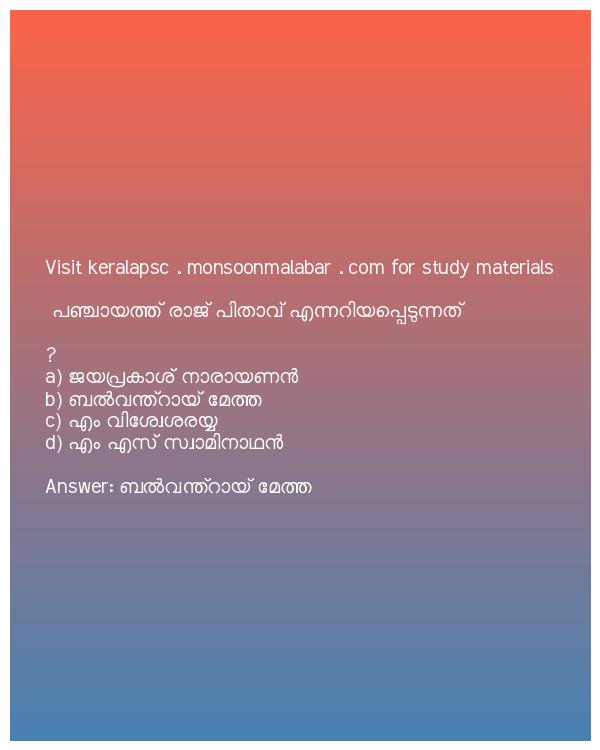 Visit keralapsc . monsoonmalabar . com for study materials
പഞ്ചായത്ത് രാജ് പിതാവ് എന്നറിയപ്പെടുന്നത്
?
a) ജയപ്രകാശ് നാരായണൻ
b) ബൽവന്ത്റായ് മേത്ത
c) എം വിശ്വേശരയ്യ
d) എം എസ് സ്വാമിനാഥൻ
Answer: ബൽവന്ത്റായ് മേത്ത